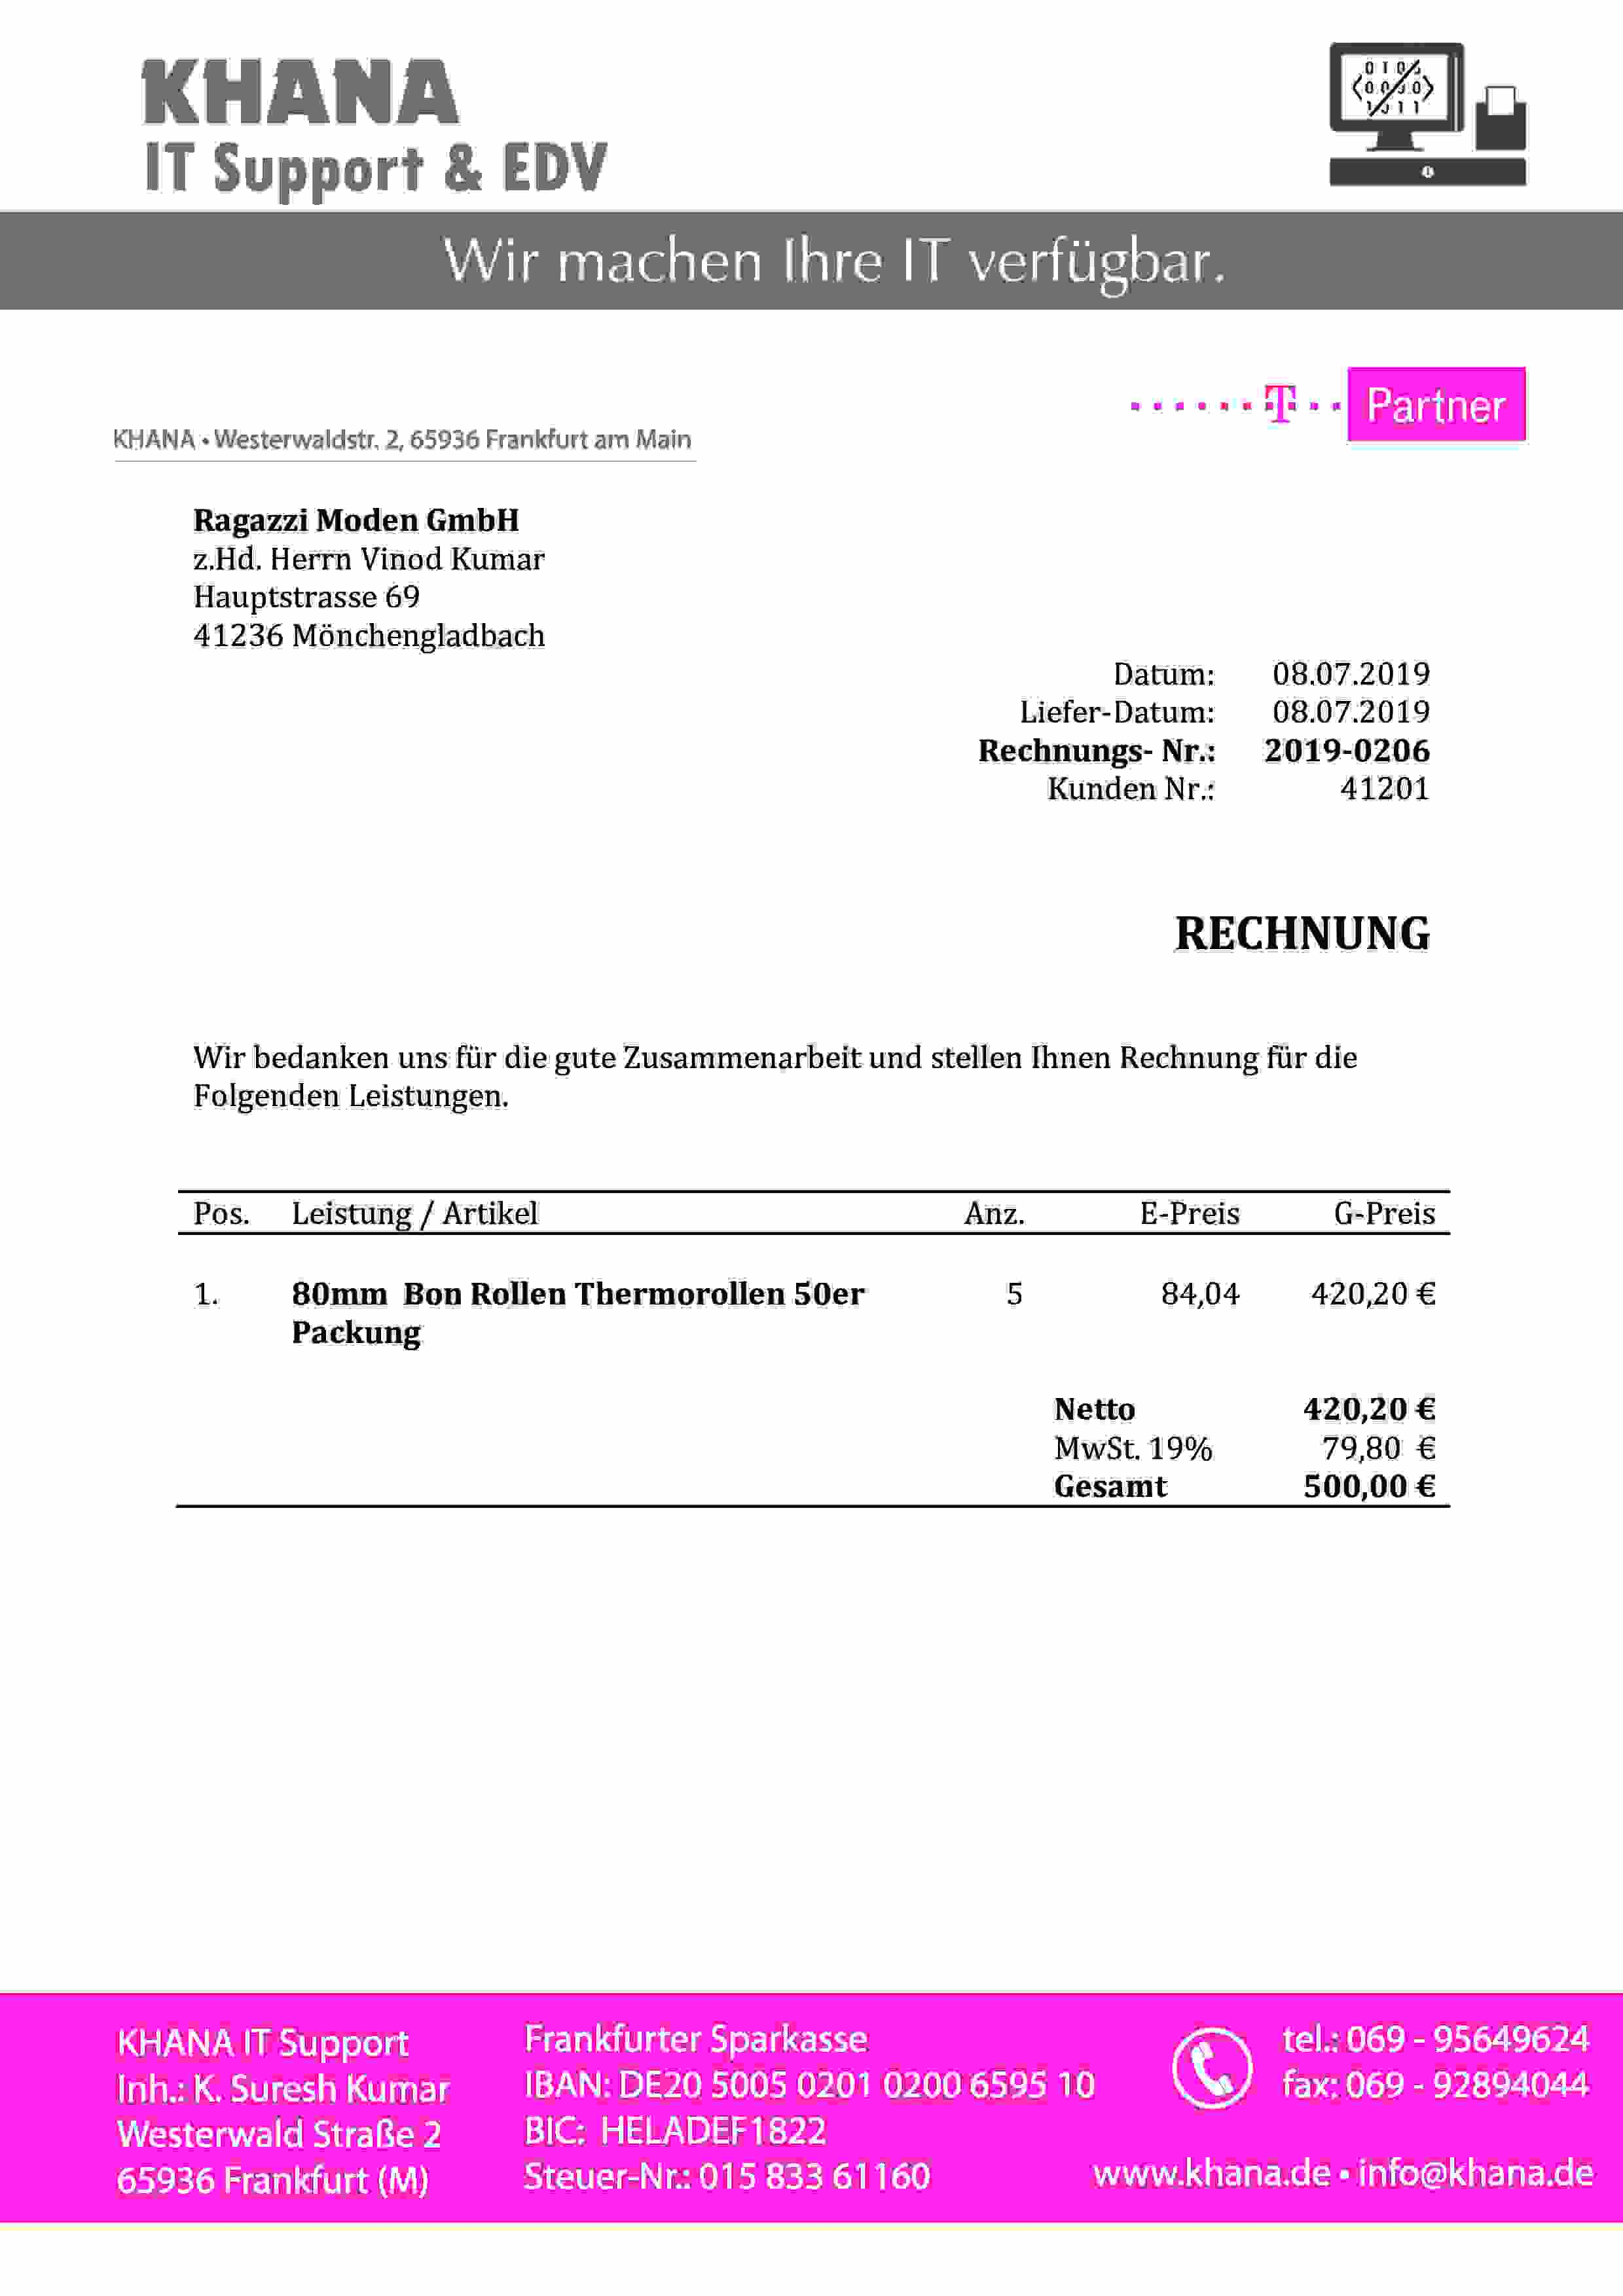 KHANA
IT Support & EDV
Wir machen Ihre IT verfügbar.
T Partner
KHANA • Westerwaldstr. 2, 65936 Frankfurt am Main
Ragazzi Moden GmbH
z.Hd. Herrn Vinod Kumar
Hauptstrasse 69
41236 Mönchengladbach
Datum: 08.07.2019
Liefer-Datum: 08.07.2019
Rechnungs- Nr.: 2019-0206
Kunden Nr.: 41201
RECHNUNG
Wir bedanken uns für die gute Zusammenarbeit und stellen Ihnen Rechnung für die
Folgenden Leistungen.
Pos. Leistung / Artikel Anz. E-Preis G-Preis
1. 80mm Bon Rollen Thermorollen 50er 5 84,04 420,20 €
Packung
Netto 420,20 €
MwSt. 19% 79,80 €
Gesamt 500,00 €
KHANA IT Support
Inh.: K. Suresh Kumar
Westerwald Straße 2
65936 Frankfurt (M)
Frankfurter Sparkasse
IBAN: DE20 5005 0201 0200 6595 10
BIC: HELADEF1822
Steuer-Nr.: 015 833 61160
tel.: 069 - 95649624
fax: 069 - 92894044
www.khana.de • info@khana.de